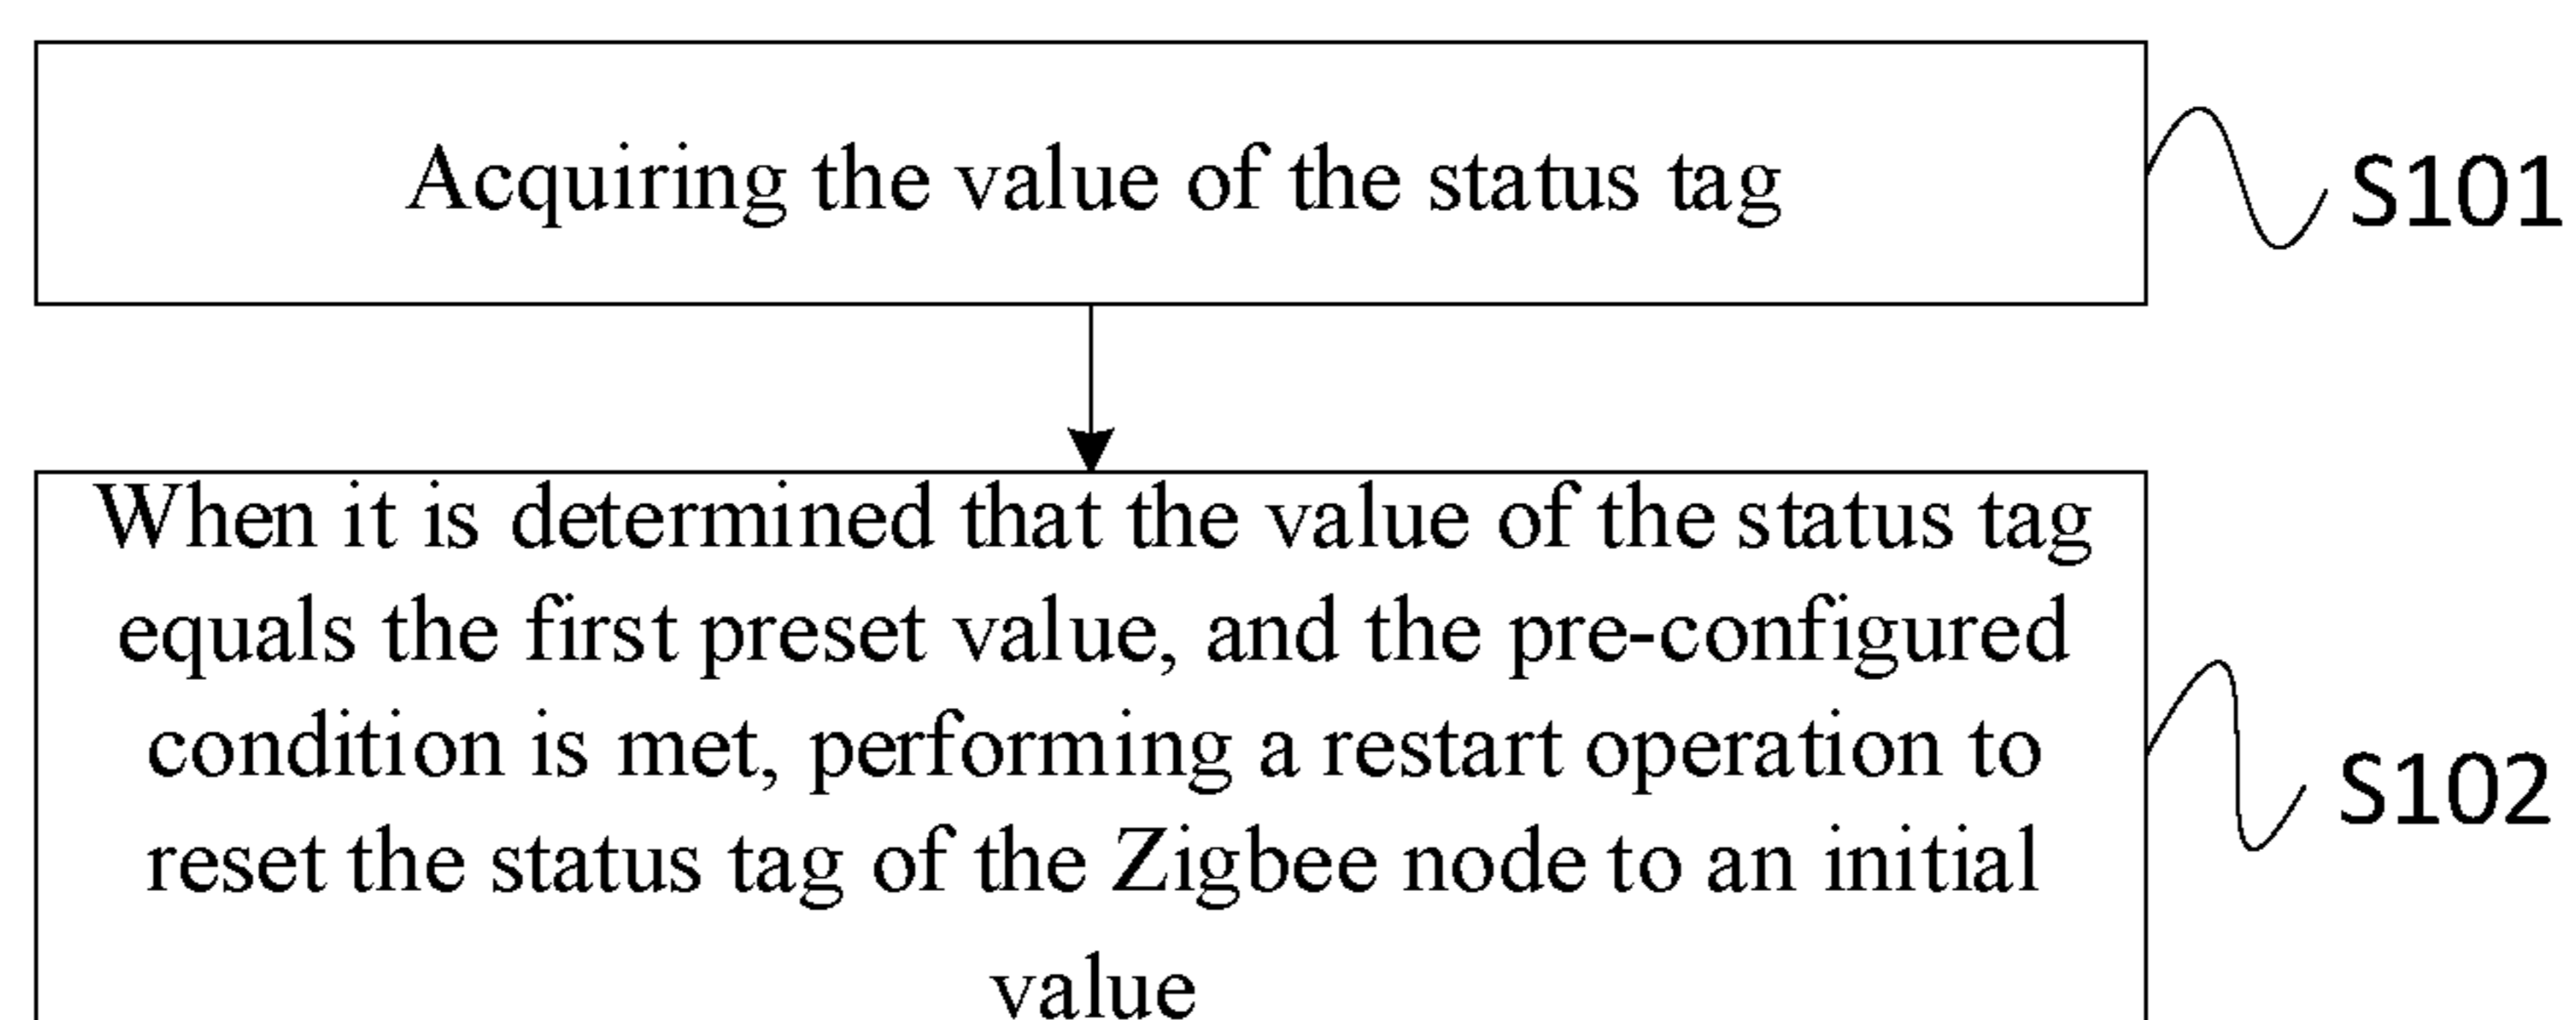 Acquiring the value of the status tag
S101
When it is determined that the value of the status tag
equals the first preset value, and the pre-configured
condition is met, performing a restart operation to
reset the status tag of the Zigbee node to an initial
value
S102